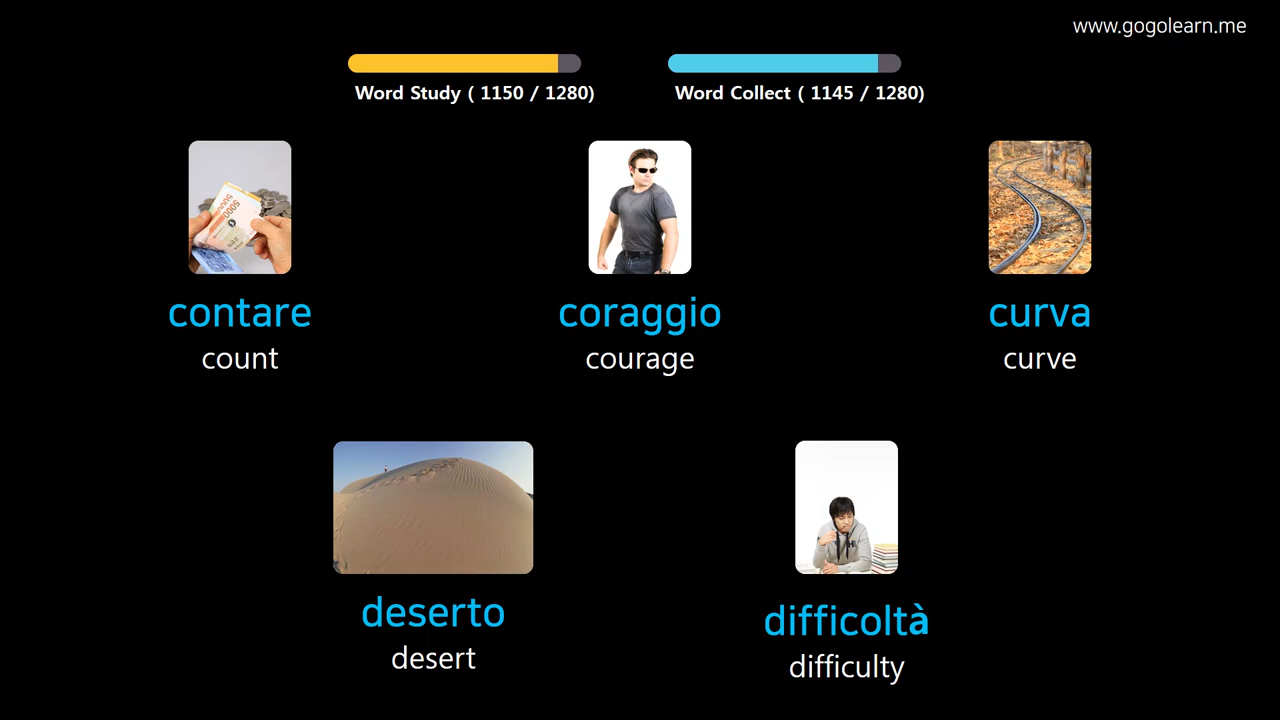 www.gogolearn.me
Word Study ( 1150 / 1280)
Word Collect ( 1145 / 1280)
contare
count
coraggio
courage
curva
curve
deserto
desert
difficoltà
difficulty